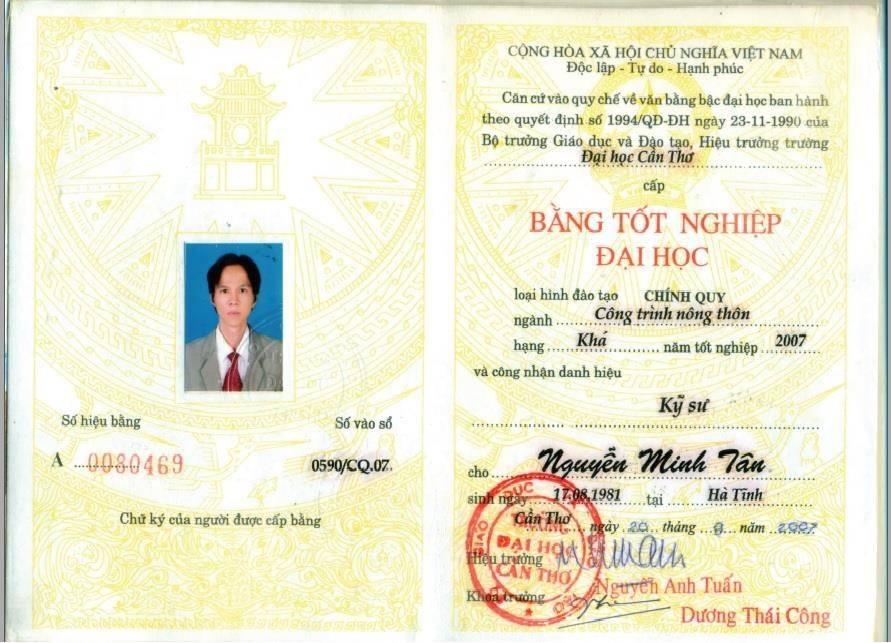 Số hiệu bằng
Số vào sổ
A 0080469
0590/CQ.07.
Chữ ký của người được cấp bằng
CỘNG HÒA XÃ HỘI CHỦ NGHĨA VIỆT NAM
Độc lập - Tự do - Hạnh phúc
Căn cứ vào quy chế về văn bằng bậc đại học ban hành
theo quyết định số 1994/QĐ-ĐH ngày 23-11-1990 của
Bộ trưởng Giáo dục và Đào tạo, Hiệu trưởng trường
Đại học Cần Thơ
cấp
BẰNG TỐT NGHIỆP
ĐẠI HỌC
loại hình đào tạo CHÍNH QUY
ngành Công trình nông thôn
hạng Khá năm tốt nghiệp 2007
và công nhận danh hiệu
Kỹ sư
cho Nguyễn Minh Tân
sinh ngày 17.08.1981 tại Hà Tĩnh
Cần Thơ ngày 20 tháng năm 2007
Hiệu trưởng
Nguyễn Anh Tuấn
Khoa trưởng
Dương Thái Công
ĐẠI HỌC
CẦN THƠ